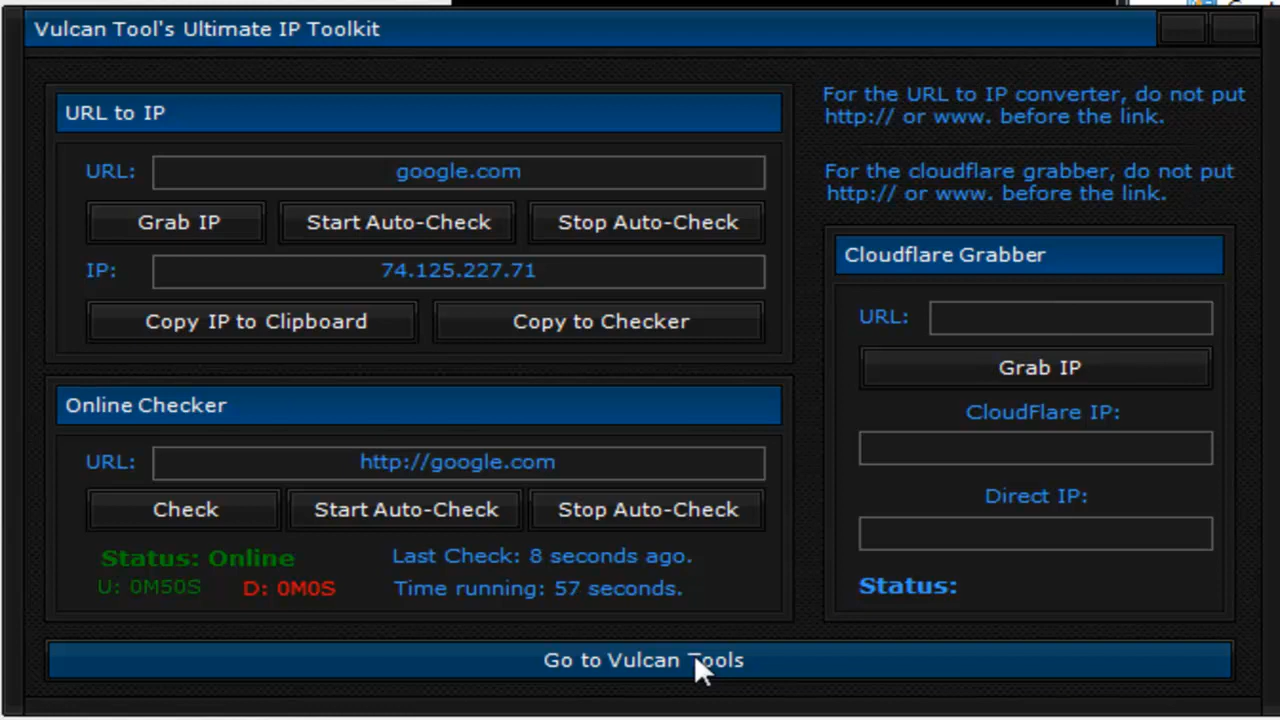 Vulcan Tool's Ultimate IP Toolkit
URL to IP
URL: google.com
Grab IP Start Auto-Check Stop Auto-Check
IP: 74.125.227.71
Copy IP to Clipboard Copy to Checker
Online Checker
URL: http://google.com
Check Start Auto-Check Stop Auto-Check
Status: Online Last Check: 8 seconds ago.
U: 0M50S D: 0M0S Time running: 57 seconds.
For the URL to IP converter, do not put
http:// or www. before the link.
For the cloudflare grabber, do not put
http:// or www. before the link.
Cloudflare Grabber
URL:
Grab IP
CloudFlare IP:
Direct IP:
Status:
Go to Vulcan Tools